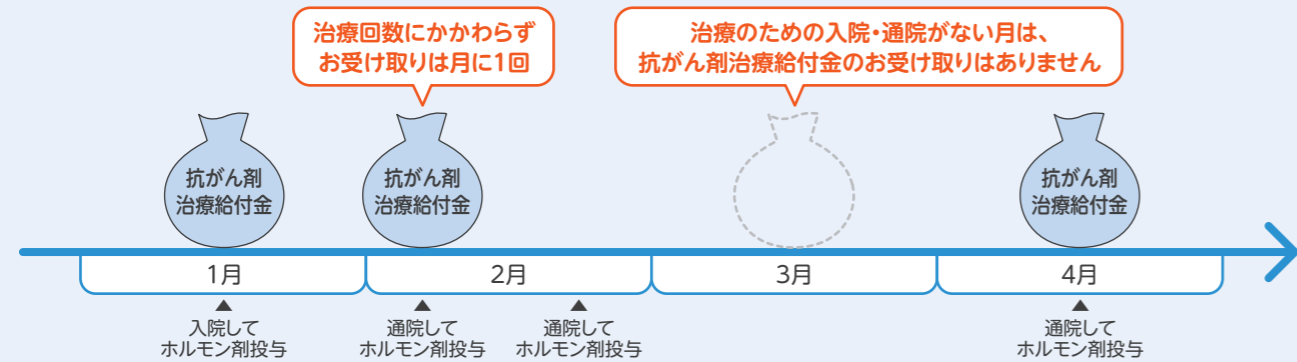 治療回数にかかわらず
お受け取りは月に1回
治療のための入院・通院がない月は、
抗がん剤治療給付金のお受け取りはありません
抗がん剤
治療給付金
抗がん剤
治療給付金
抗がん剤
治療給付金
1月
2月
3月
4月
入院して
ホルモン剤投与
通院して
ホルモン剤投与
通院して
ホルモン剤投与
通院して
ホルモン剤投与